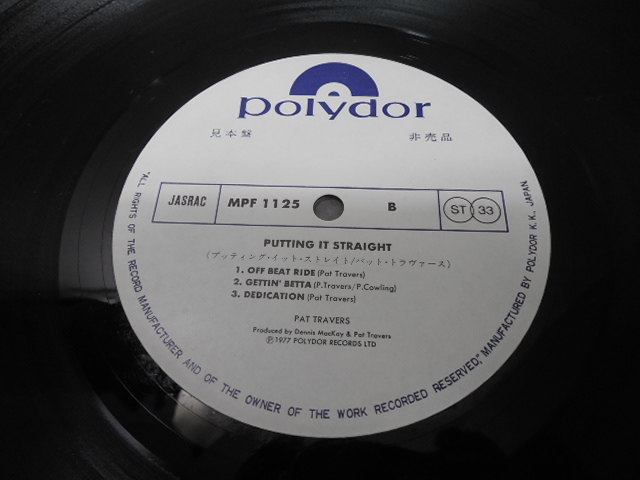 polydor
見本盤 非売品
JASRAC MPF 1125 B ST 33
PUTTING IT STRAIGHT
(プッティング・イット・ストレイト/パット・トラヴァース)
1. OFF BEAT RIDE (Pat Travers)
2. GETTIN' BETTA (P.Travers/P.Cowling)
3. DEDICATION (Pat Travers)
PAT TRAVERS
Produced by Dennis MacKay & Pat Travers
Ⓟ1977 POLYDOR RECORDS LTD
"ALL RIGHTS OF THE RECORD MANUFACTURER AND OF THE OWNER OF THE WORK RECORDED RESERVED," MANUFACTURED BY POLYDOR K.K., JAPAN